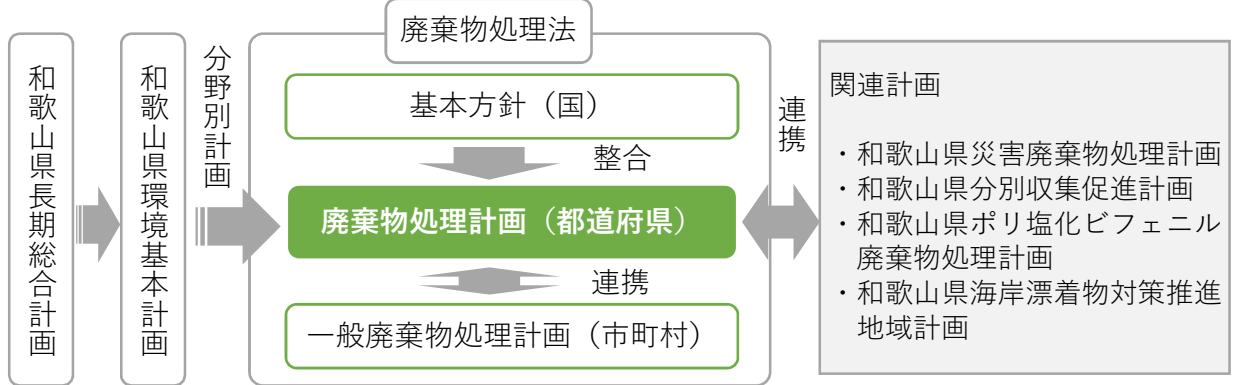 和歌山県長期総合計画
和歌山県環境基本計画
分野別計画
廃棄物処理法
基本方針（国）
整合
廃棄物処理計画（都道府県）
連携
一般廃棄物処理計画（市町村）
連携
関連計画
・和歌山県災害廃棄物処理計画
・和歌山県分別収集促進計画
・和歌山県ポリ塩化ビフェニル
廃棄物処理計画
・和歌山県海岸漂着物対策推進
地域計画